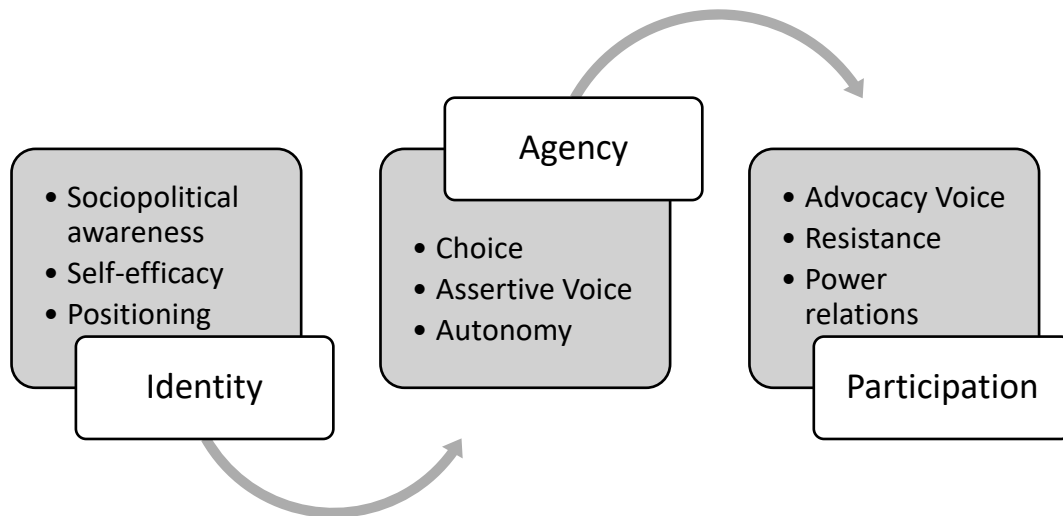 • Sociopolitical
awareness
• Self-efficacy
• Positioning
Identity
Agency
• Choice
• Assertive Voice
• Autonomy
• Advocacy Voice
• Resistance
• Power
relations
Participation